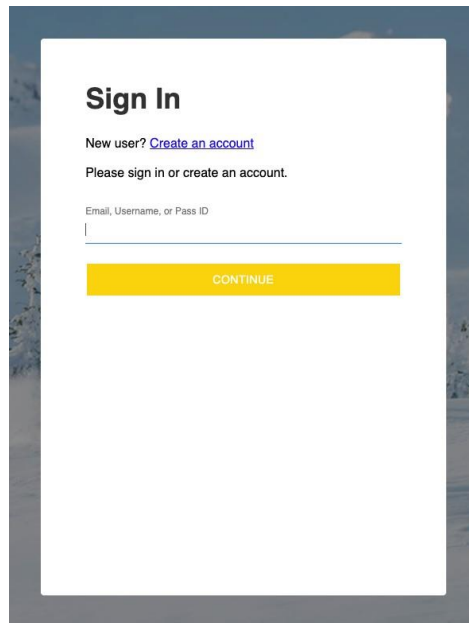 Sign In
New user? Create an account
Please sign in or create an account.
Email, Username, or Pass ID
CONTINUE